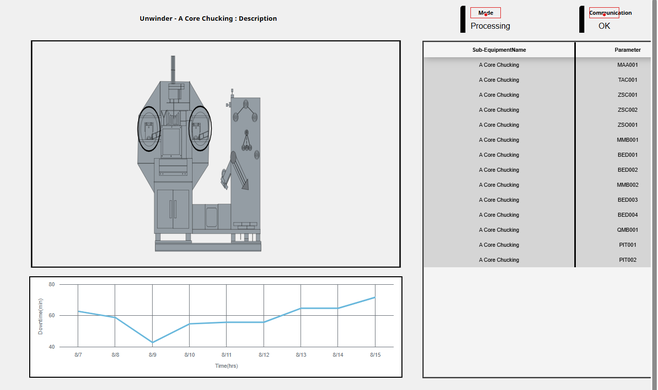 Unwinder - A Core Chucking : Description
Mode
Processing
Communication
OK
Sub-EquipmentName Parameter
A Core Chucking MAA001
A Core Chucking TAC001
A Core Chucking ZSC001
A Core Chucking ZSC002
A Core Chucking ZSO001
A Core Chucking MMB001
A Core Chucking BED001
A Core Chucking BED002
A Core Chucking MMB002
A Core Chucking BED003
A Core Chucking BED004
A Core Chucking QMB001
A Core Chucking PIT001
A Core Chucking PIT002
Downtime(min)
80
60
40
8/7 8/8 8/9 8/10 8/11 8/12 8/13 8/14 8/15
Time(hrs)